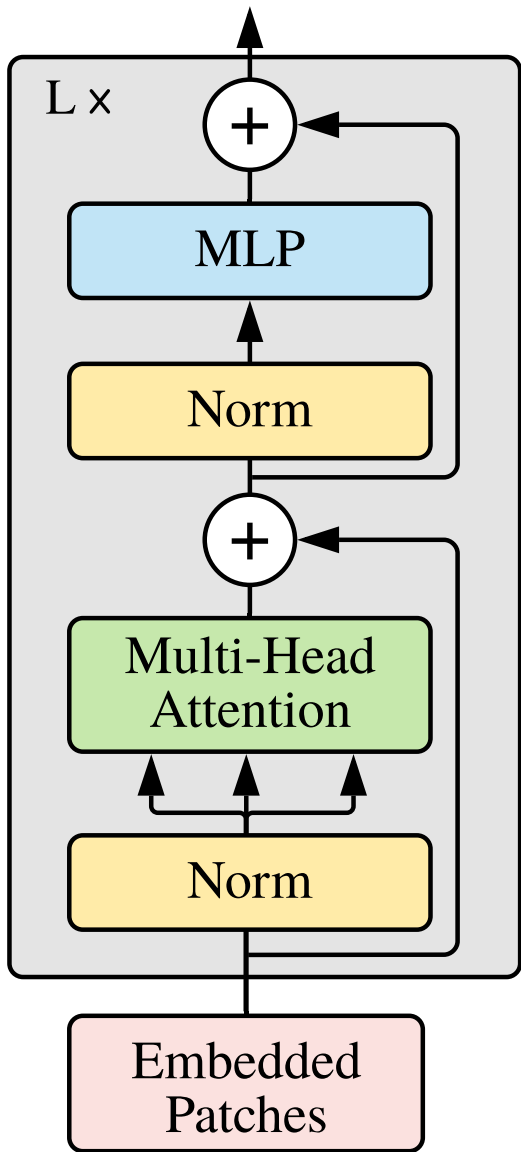 L ×
+
MLP
Norm
+
Multi-Head
Attention
Norm
Embedded
Patches